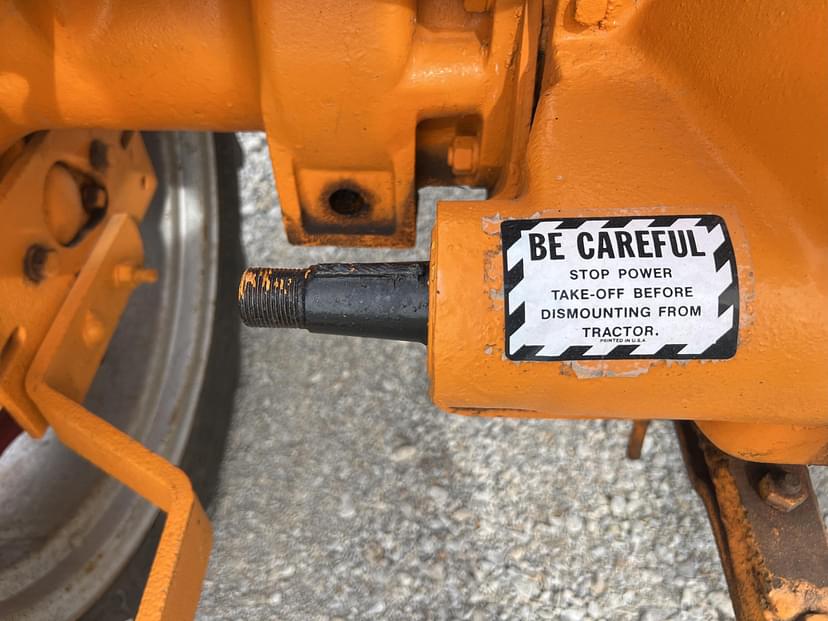 BE CAREFUL
STOP POWER
TAKE-OFF BEFORE
DISMOUNTING FROM
TRACTOR.
PRINTED IN U.S.A